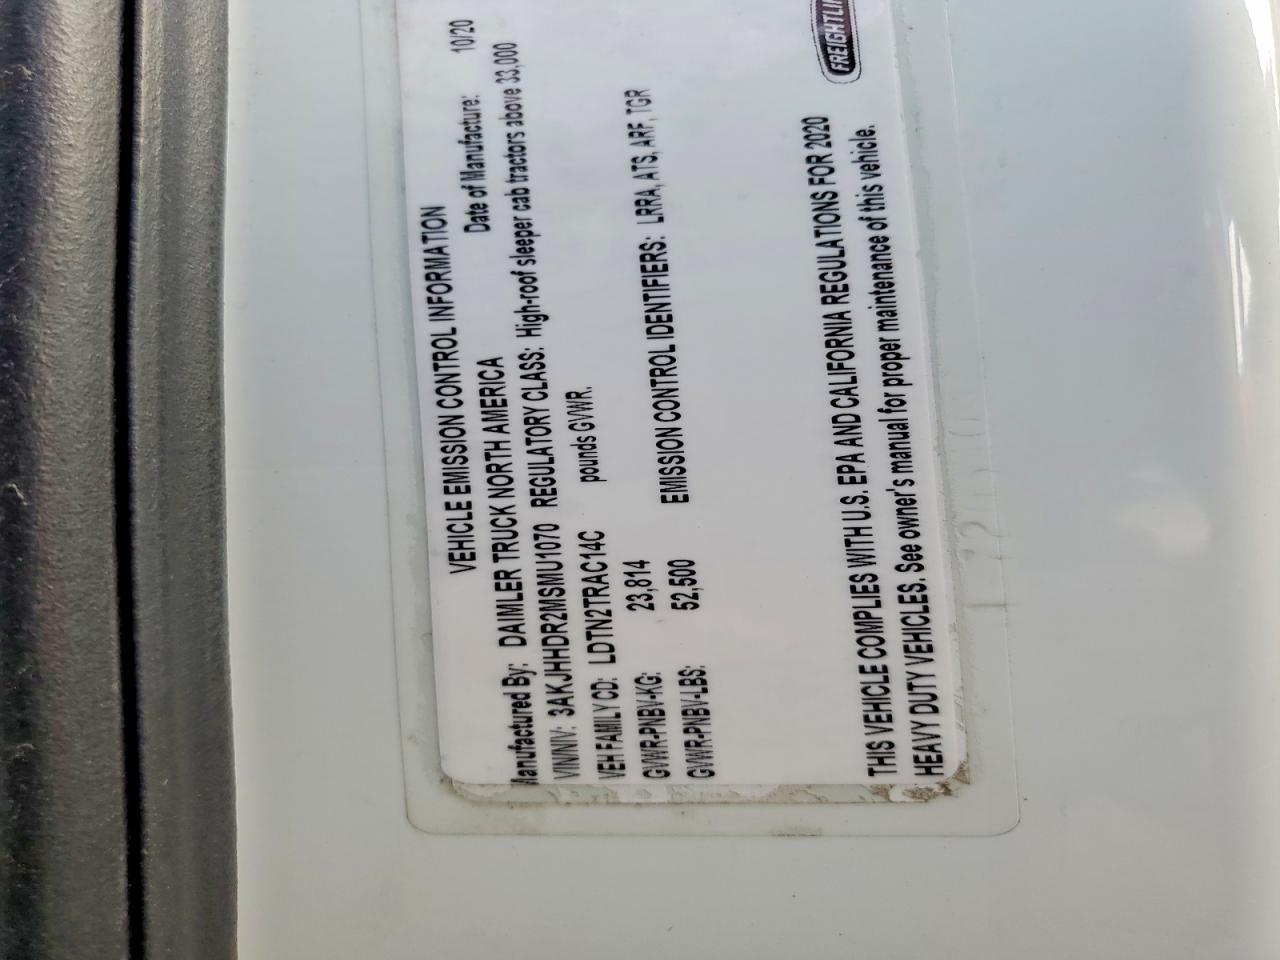 VEHICLE EMISSION CONTROL INFORMATION
Manufactured By: DAIMLER TRUCK NORTH AMERICA Date of Manufacture: 10/20
VIN/NIV: 3AKJHHDR2MSMU1070 REGULATORY CLASS: High-roof sleeper cab tractors above 33,000
VEH FAMILY CD: LDTN2TRAC14C pounds GVWR.
GVWR-PNBV-KG: 23,814
GVWR-PNBV-LBS: 52,500 EMISSION CONTROL IDENTIFIERS: LRRA, ATS, ARF, TGR
THIS VEHICLE COMPLIES WITH U.S. EPA AND CALIFORNIA REGULATIONS FOR 2020
HEAVY DUTY VEHICLES. See owner's manual for proper maintenance of this vehicle.
FREIGHTLIN